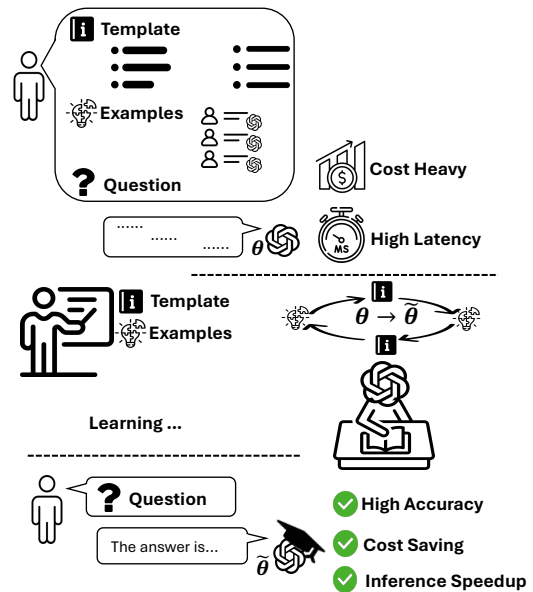 Template
Examples
Question
Cost Heavy
......
......
......
θ
High Latency
$
MS
Template
Examples
θ → θ̃
Learning ...
Question
The answer is...
θ̃
High Accuracy
Cost Saving
Inference Speedup